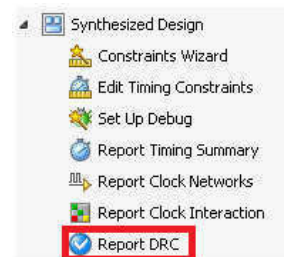 Synthesized Design
Constraints Wizard
Edit Timing Constraints
Set Up Debug
Report Timing Summary
Report Clock Networks
Report Clock Interaction
Report DRC